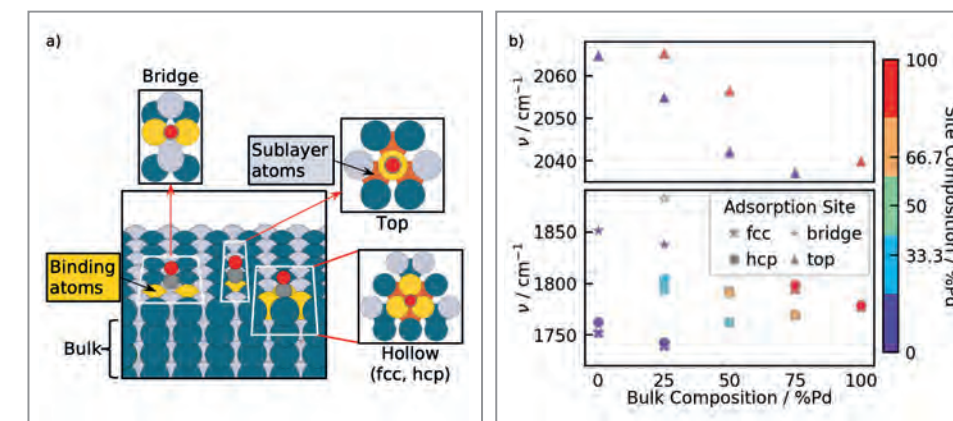 a)
Bridge
Sublayer
atoms
Top
Binding
atoms
Bulk
Hollow
(fcc, hcp)
b)
2060
2050
2040
ν / cm⁻¹
1850
1800
1750
ν / cm⁻¹
Adsorption Site
fcc
bridge
hcp
top
0
25
50
75
100
Bulk Composition / %Pd
100
66.7
50
33.3
0
Site Composition / %Pd